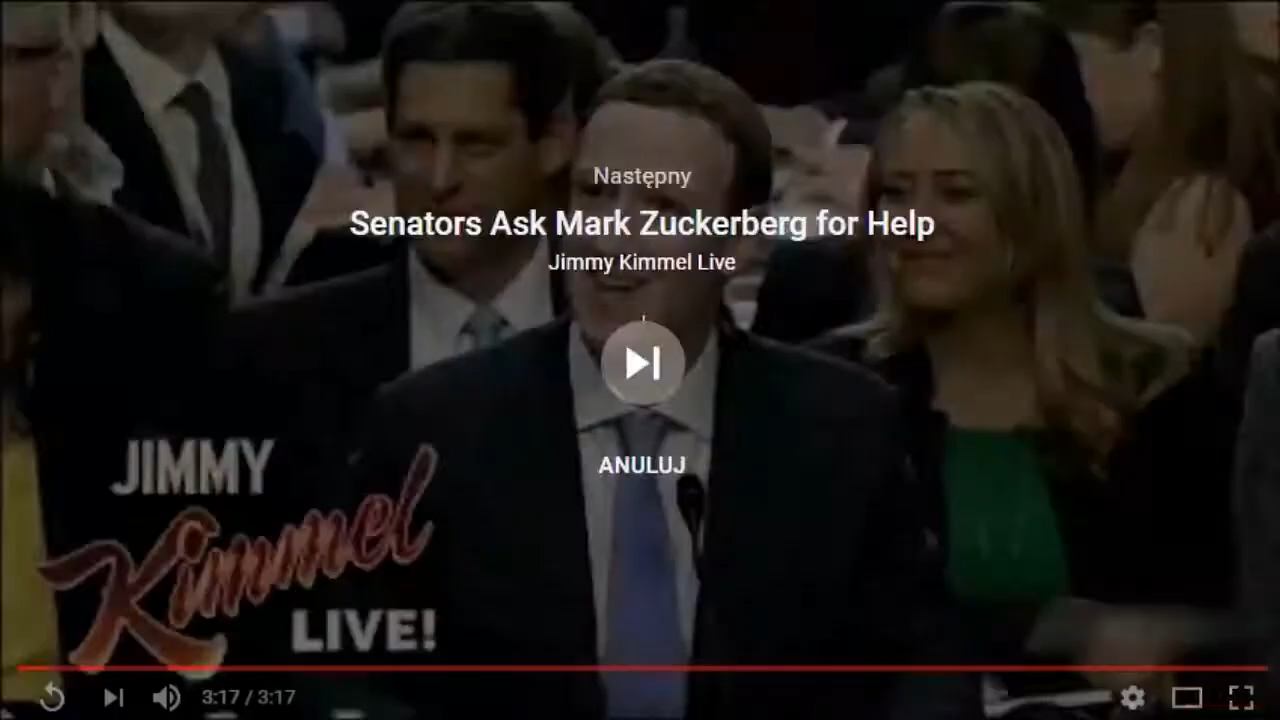 Następny
Senators Ask Mark Zuckerberg for Help
Jimmy Kimmel Live
ANULUJ
JIMMY
Kimmel
LIVE!
3:17 / 3:17